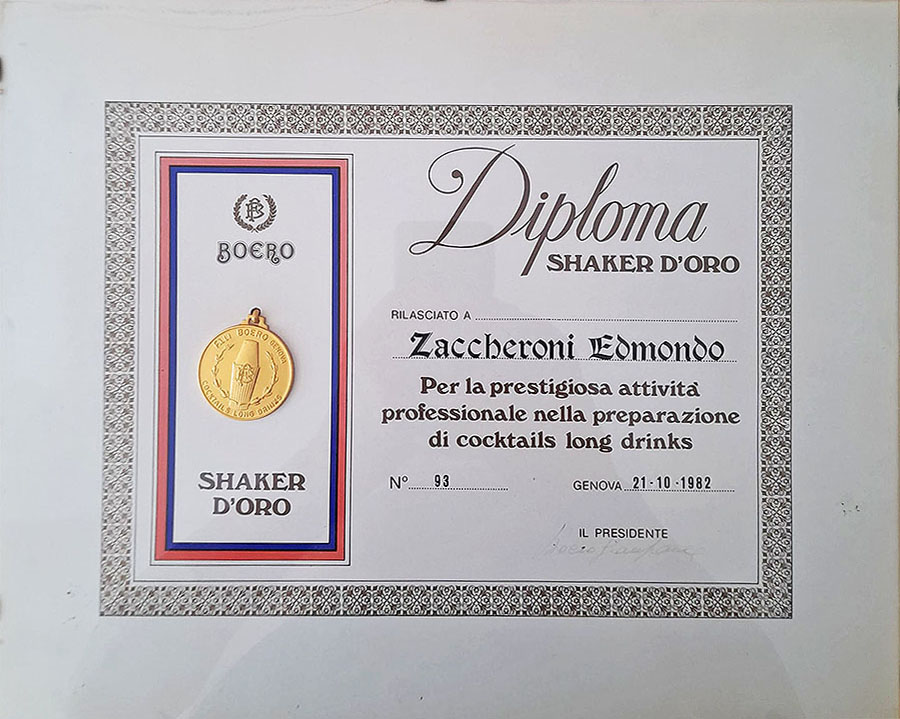 BOERO
F.LLI BOERO GENOVA
COCKTAILS LONG DRINKS
SHAKER
D'ORO
Diploma
SHAKER D'ORO
RILASCIATO A
Zaccheroni Edmondo
Per la prestigiosa attività
professionale nella preparazione
di cocktails long drinks
N° 93 GENOVA 21-10-1982
IL PRESIDENTE